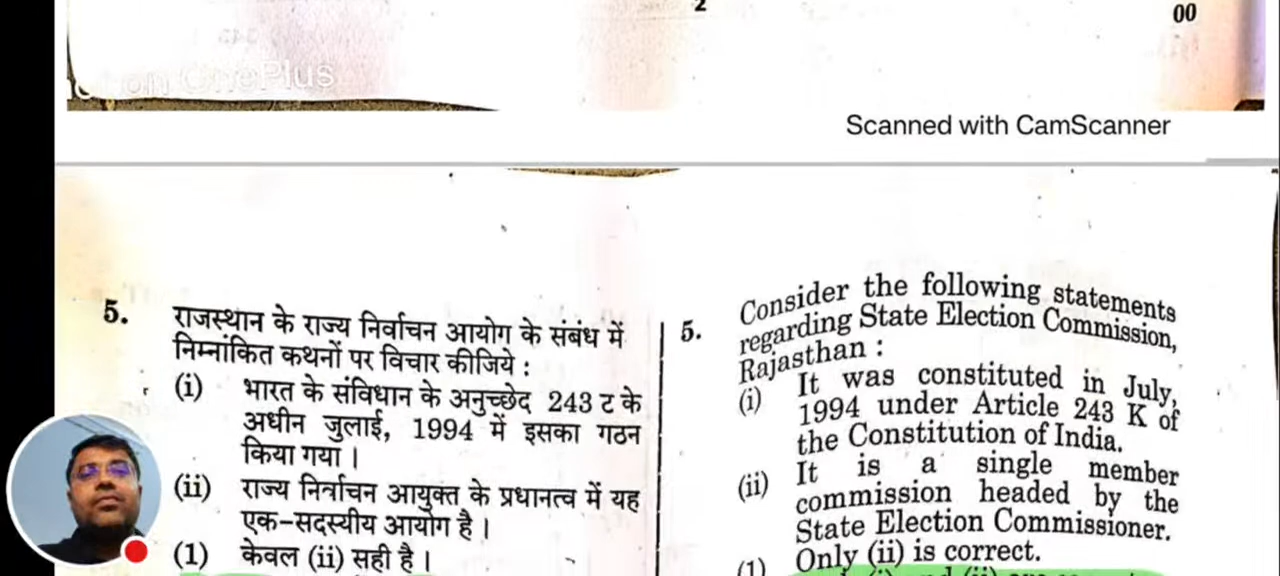 2
00
on OnePlus
Scanned with CamScanner
5. राजस्थान के राज्य निर्वाचन आयोग के संबंध में
निम्नांकित कथनों पर विचार कीजिये :
(i) भारत के संविधान के अनुच्छेद 243 ट के
अधीन जुलाई, 1994 में इसका गठन
किया गया ।
(ii) राज्य निर्वाचन आयुक्त के प्रधानत्व में यह
एक-सदस्यीय आयोग है ।
(1) केवल (ii) सही है ।
5. Consider the following statements
regarding State Election Commission,
Rajasthan :
(i) It was constituted in July,
1994 under Article 243 K of
the Constitution of India.
(ii) It is a single member
commission headed by the
State Election Commissioner.
(1) Only (ii) is correct.